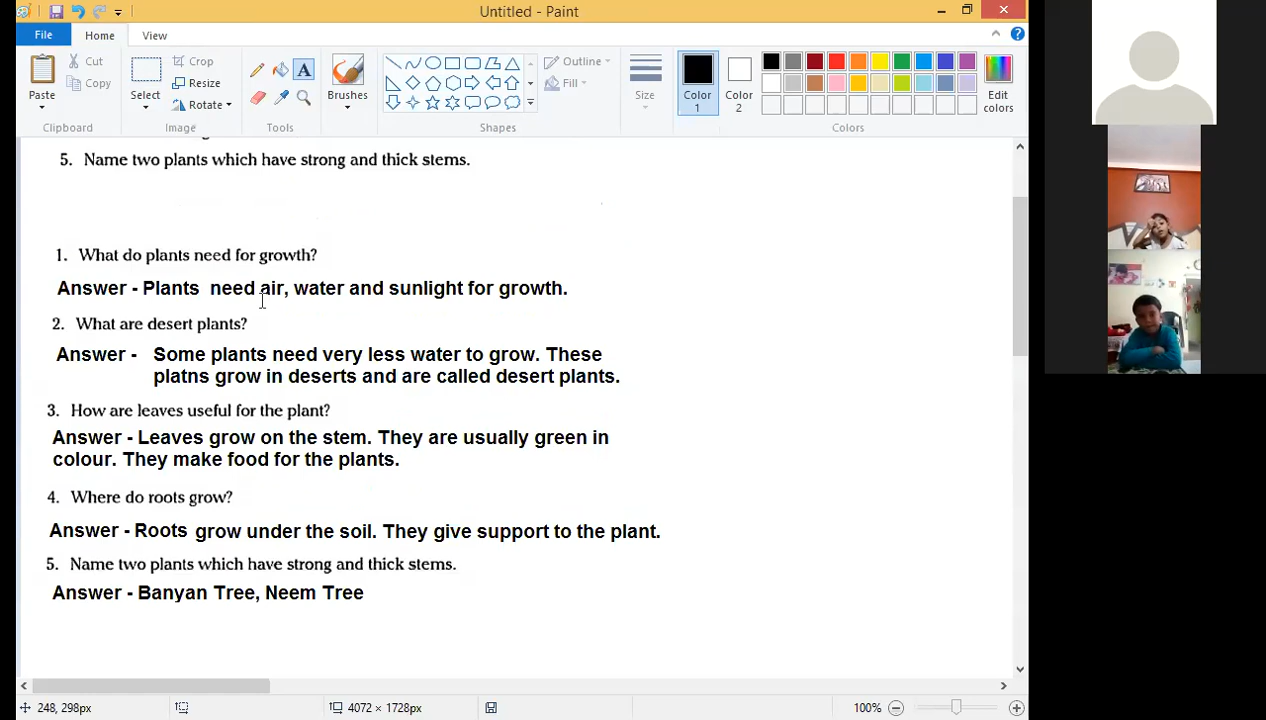 Untitled - Paint
File Home View
Paste
Cut
Copy
Clipboard
Select
Crop
Resize
Rotate
Image
Tools
Brushes
Outline
Fill
Shapes
Size
Color 1
Color 2
Edit colors
Colors
5. Name two plants which have strong and thick stems.
1. What do plants need for growth?
Answer - Plants need air, water and sunlight for growth.
2. What are desert plants?
Answer - Some plants need very less water to grow. These
platns grow in deserts and are called desert plants.
3. How are leaves useful for the plant?
Answer - Leaves grow on the stem. They are usually green in
colour. They make food for the plants.
4. Where do roots grow?
Answer - Roots grow under the soil. They give support to the plant.
5. Name two plants which have strong and thick stems.
Answer - Banyan Tree, Neem Tree
248, 298px 4072 × 1728px 100%